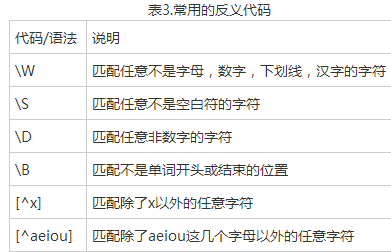 表3.常用的反义代码
代码/语法 说明
\W 匹配任意不是字母，数字，下划线，汉字的字符
\S 匹配任意不是空白符的字符
\D 匹配任意非数字的字符
\B 匹配不是单词开头或结束的位置
[^x] 匹配除了x以外的任意字符
[^aeiou] 匹配除了aeiou这几个字母以外的任意字符